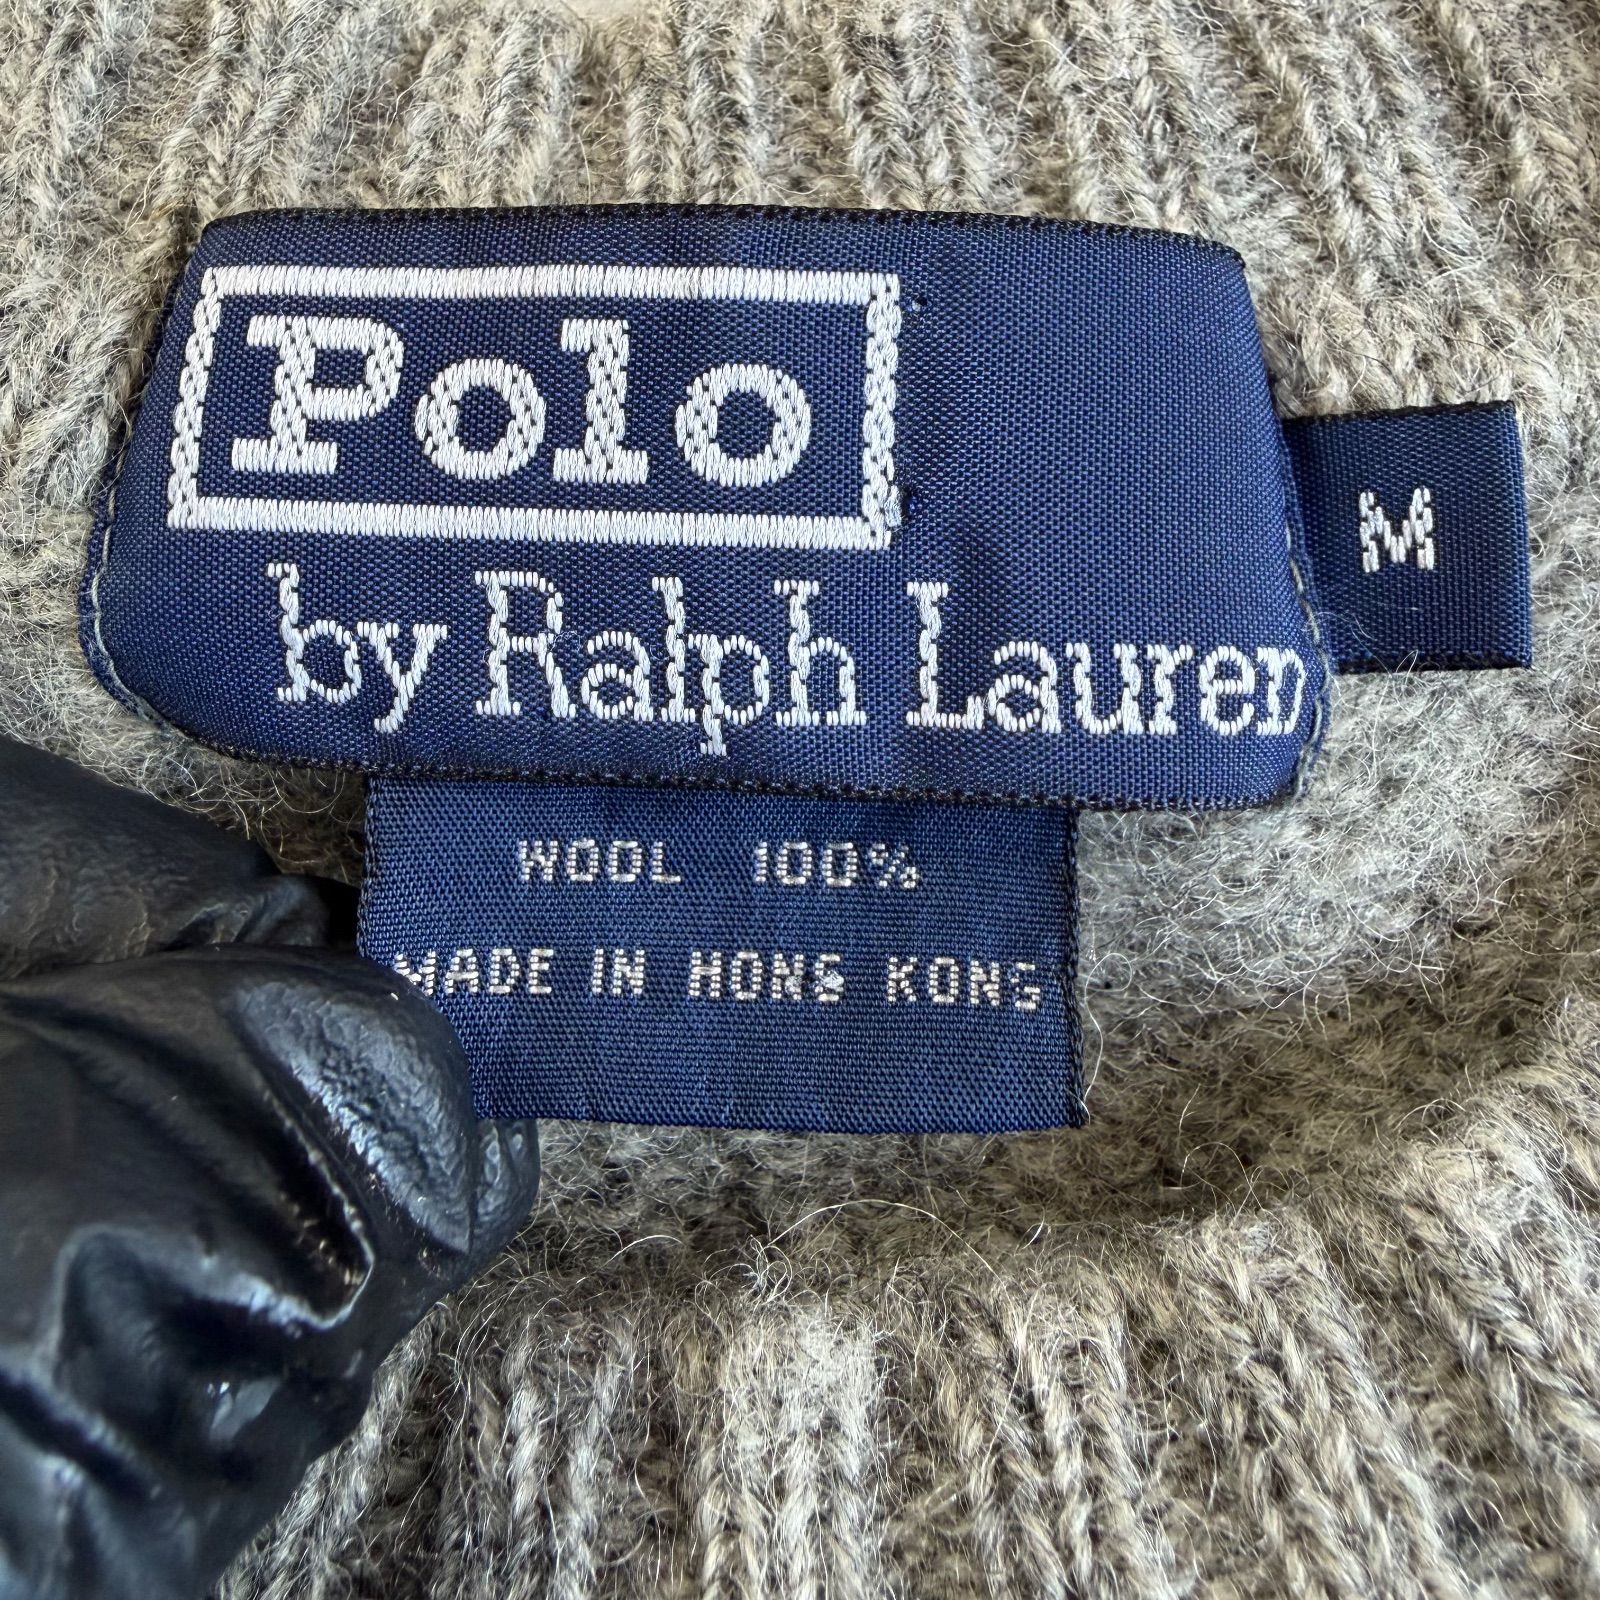 Polo
by Ralph Lauren
M
WOOL 100%
MADE IN HONG KONG